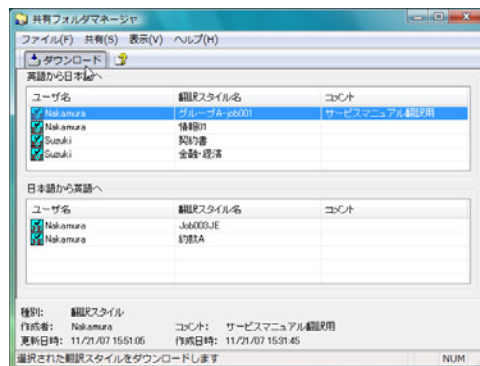 共有フォルダマネージャ
ファイル(F) 共有(S) 表示(V) ヘルプ(H)
ダウンロード
英語から日本語へ
ユーザ名 翻訳スタイル名 コメント
Nakamura グループA-job001 サービスマニュアル翻訳用
Nakamura 情報01
Suzuki 契約書
Suzuki 金融・経済
日本語から英語へ
ユーザ名 翻訳スタイル名 コメント
Nakamura Job003JE
Nakamura 約款A
種別: 翻訳スタイル
作成者: Nakamura コメント: サービスマニュアル翻訳用
更新日時: 11/21/07 15:51:05 作成日時: 11/21/07 15:31:45
選択された翻訳スタイルをダウンロードします NUM